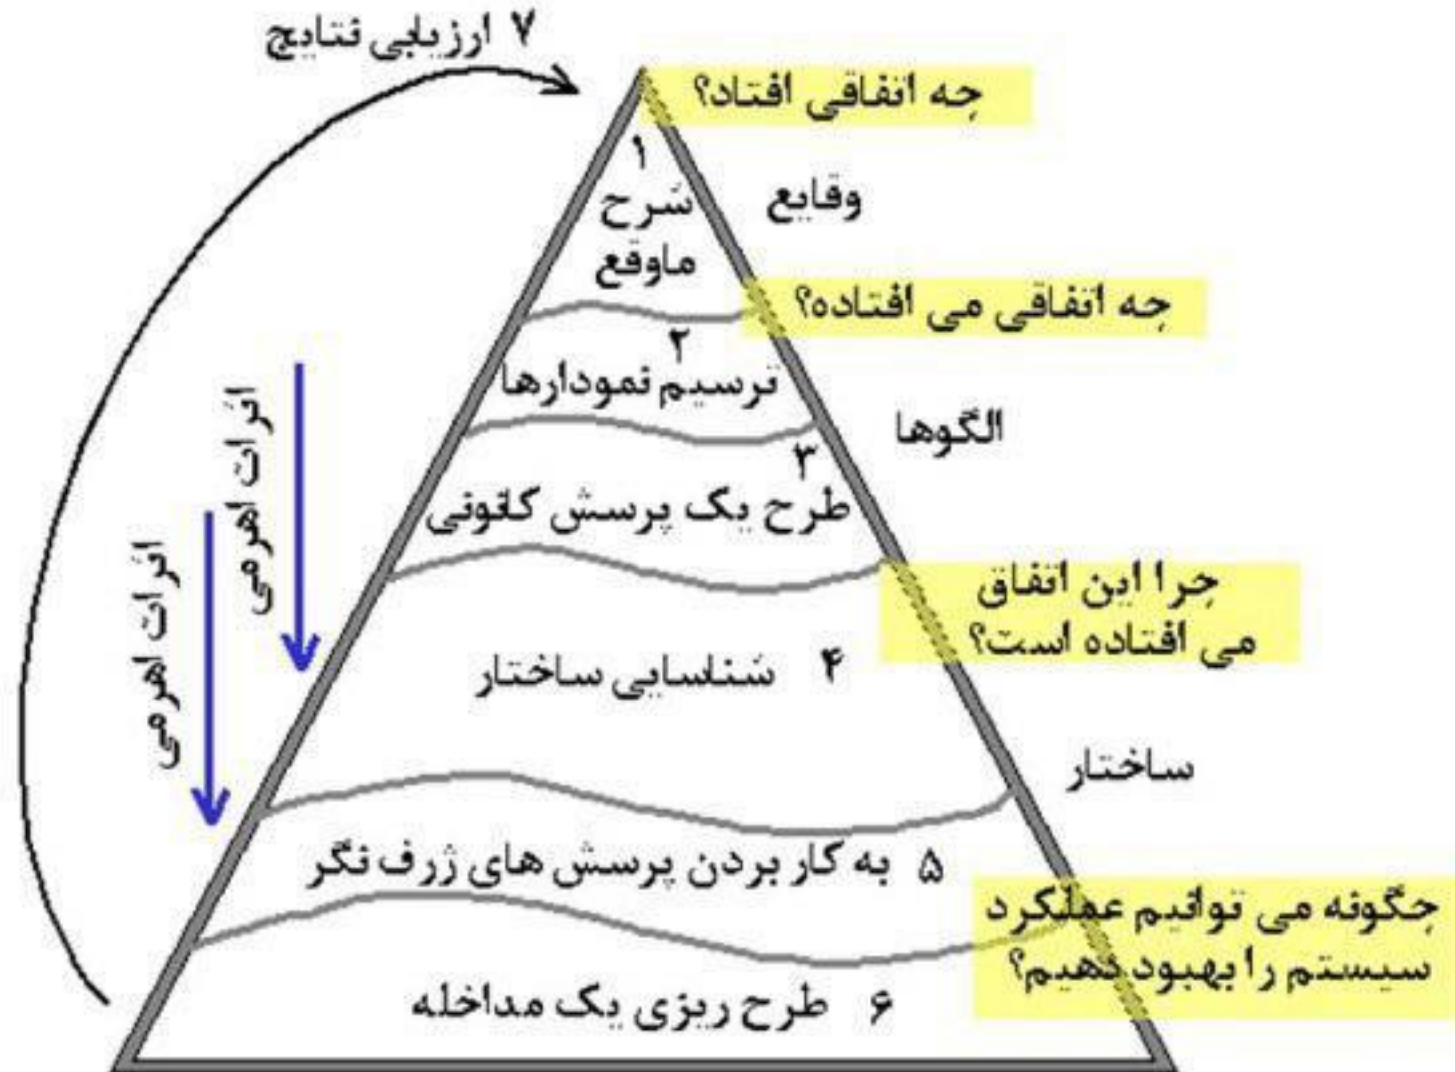 ۷ ارزیابی نتایج
چه اتفاقی افتاد؟
۱
شرح
ماوقع
وقایع
چه اتفاقی می افتاده؟
۲
ترسیم نمودارها
الگوها
۳
طرح یک پرسش کانونی
چرا این اتفاق
می افتاده است؟
اثرات اهرمی
اثرات اهرمی
۴ شناسایی ساختار
ساختار
۵ به کار بردن پرسش های ژرف نگر
چگونه می توانیم عملکرد
سیستم را بهبود دهیم؟
۶ طرح ریزی یک مداخله